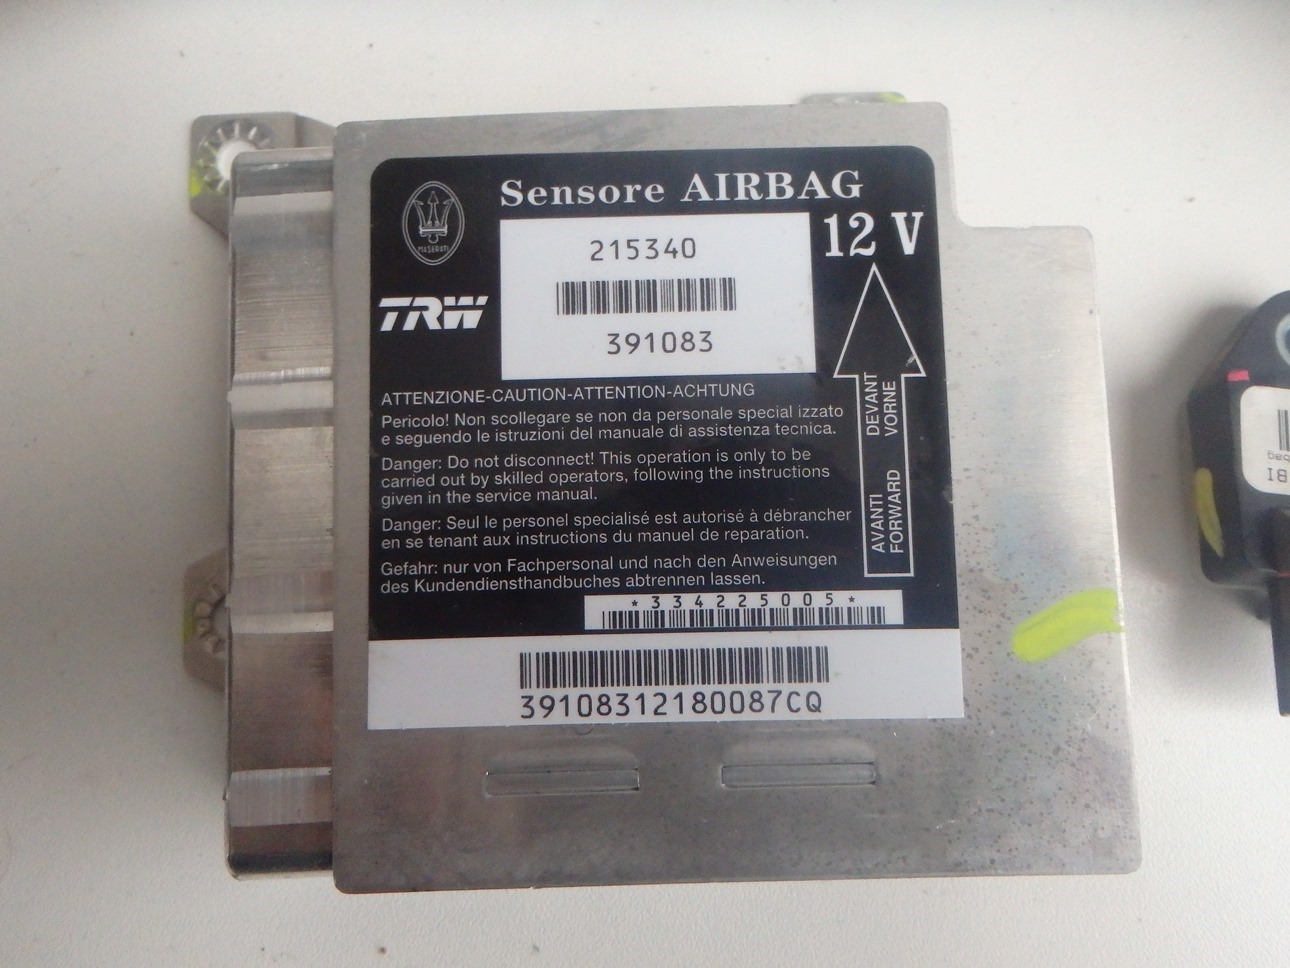 Sensore AIRBAG
12 V
MASERATI
TRW
215340
391083
ATTENZIONE-CAUTION-ATTENTION-ACHTUNG
Pericolo! Non scollegare se non da personale special izzato
e seguendo le istruzioni del manuale di assistenza tecnica.
Danger: Do not disconnect! This operation is only to be
carried out by skilled operators, following the instructions
given in the service manual.
Danger: Seul le personel specialisé est autorisé à débrancher
en se tenant aux instructions du manuel de reparation.
Gefahr: nur von Fachpersonal und nach den Anweisungen
des Kundendiensthandbuches abtrennen lassen.
AVANTI DEVANT
FORWARD VORNE
*334225005*
39108312180087CQ
BI
bag